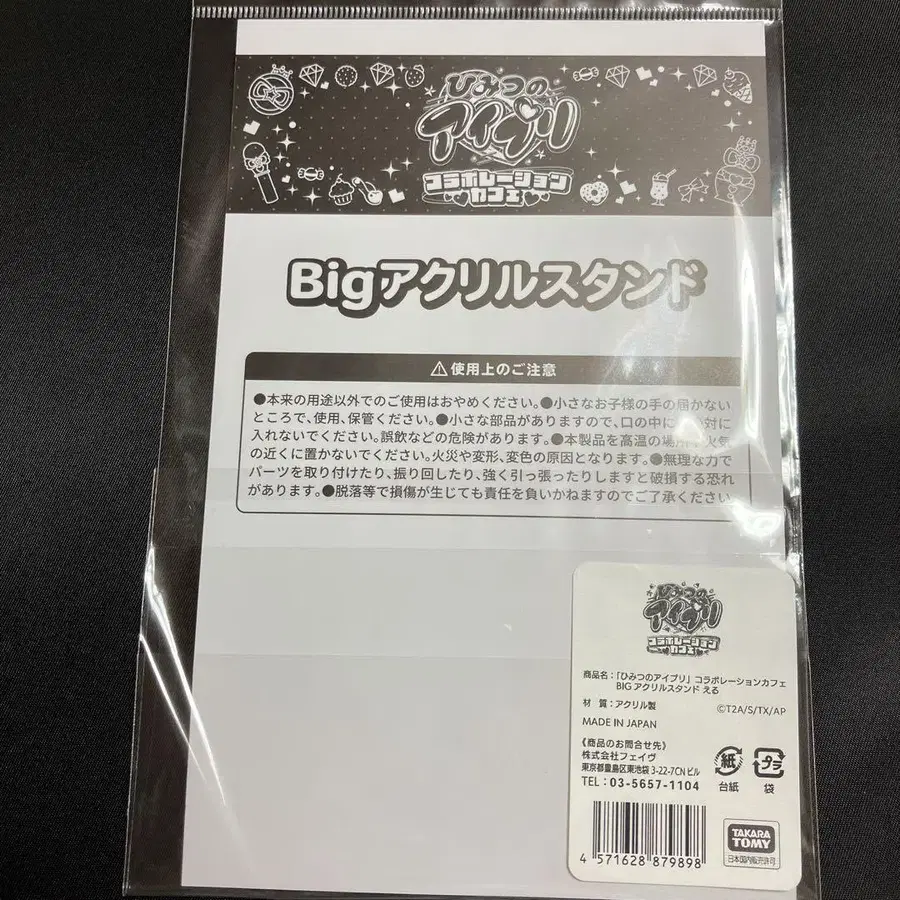 ひみつの
アイプリ
コラボレーション
カフェ
Bigアクリルスタンド
⚠使用上のご注意
●本来の用途以外でのご使用はおやめください。●小さなお子様の手の届かない
ところで、使用、保管ください。●小さな部品がありますので、口の中に 対に
入れないでください。誤飲などの危険があります。●本製品を高温の場所 火気
の近くに置かないでください。火災や変形、変色の原因となります。●無理な力で
パーツを取り付けたり、振り回したり、強く引っ張ったりしますと破損する恐れ
があります。●脱落等で損傷が生じても責任を負いかねますのでご了承ください
ひみつの
アイプリ
コラボレーション
カフェ
商品名:「ひみつのアイプリ」コラボレーションカフェ
BIG アクリルスタンド える
材 質:アクリル製
©T2A/S/TX/AP
MADE IN JAPAN
《商品のお問合せ先》
株式会社フェイヴ
東京都豊島区東池袋 3-22-7CN ビル
TEL:03-5657-1104
紙
台紙
プラ
袋
4 571628 879898
TAKARA
TOMY
日本国内販売許可